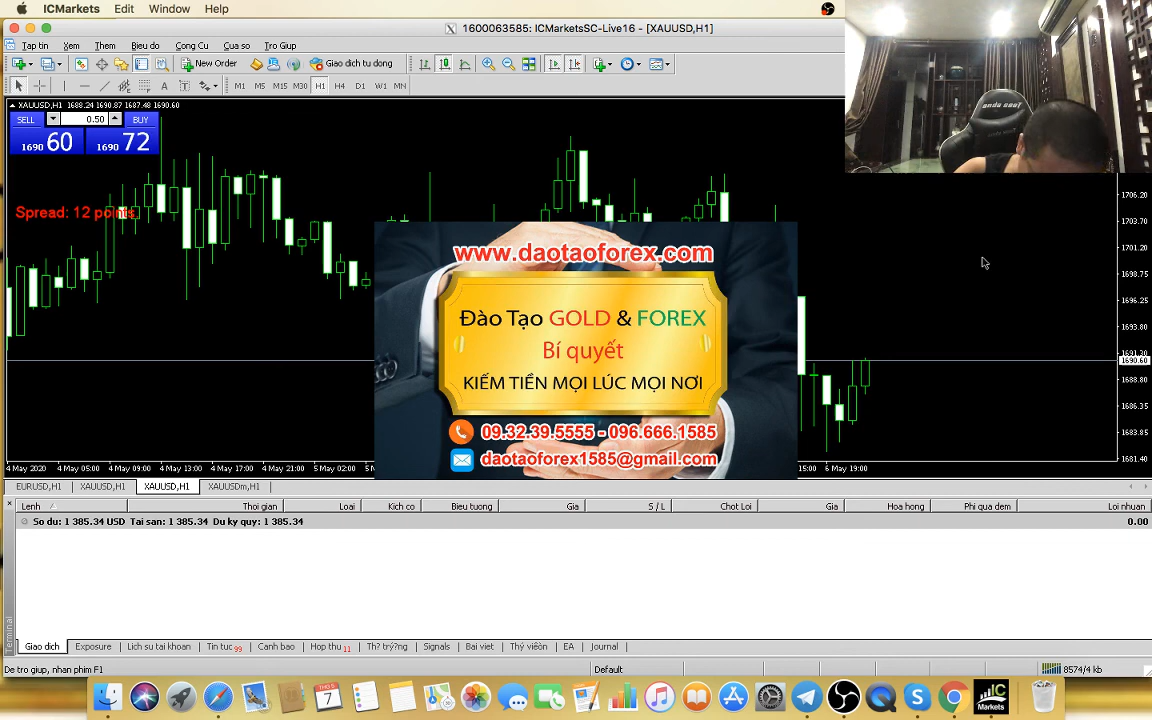 ICMarkets Edit Window Help
1600063585: ICMarketsSC-Live16 - [XAUUSD,H1]
Tap tin Xem Them Bieu do Cong Cu Cua so Tro Giup
New Order Giao dich tu dong
A T M1 M5 M15 M30 H1 H4 D1 W1 MN
XAUUSD,H1 1688.24 1690.87 1687.48 1690.60
SELL 0.50 BUY
1690 60 1690 72
Spread: 12 points
1706.20
1703.70
1701.20
1698.75
1696.25
1693.80
1690.60
1688.80
1686.35
1683.85
1681.40
www.daotaoforex.com
Đào Tạo GOLD & FOREX
Bí quyết
KIẾM TIỀN MỌI LÚC MỌI NƠI
09.32.39.5555 - 096.666.1585
daotaoforex1585@gmail.com
4 May 2020 4 May 05:00 4 May 09:00 4 May 13:00 4 May 17:00 4 May 21:00 5 May 02:00 15:00 6 May 19:00
EURUSD,H1 XAUUSD,H1 XAUUSD,H1 XAUUSDm,H1
Lenh Thoi gian Loai Kich co Bieu tuong Gia S / L Chot Loi Gia Hoa hong Phi qua dem Loi nhuan
So du: 1 385.34 USD Tai san: 1 385.34 Du ky quy: 1 385.34 0.00
Terminal
Giao dich Exposure Lich su tai khoan Tin tuc 99 Canh bao Hop thu 11 Th? trý?ng Signals Bai viet Thý viêòn EA Journal
De tro giup, nhan phim F1 Default 8574/4 kb
7
IC
Markets